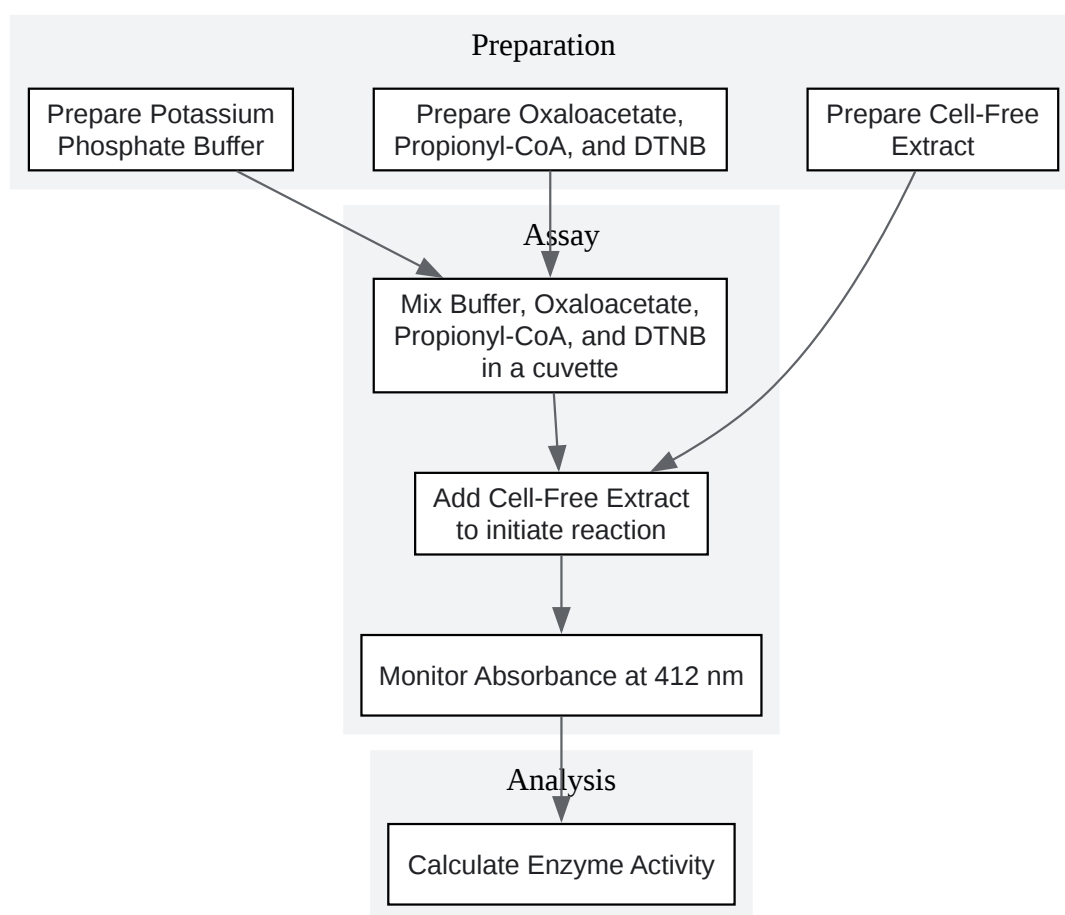 Preparation
Prepare Potassium
Phosphate Buffer
Prepare Oxaloacetate,
Propionyl-CoA, and DTNB
Prepare Cell-Free
Extract
Assay
Mix Buffer, Oxaloacetate,
Propionyl-CoA, and DTNB
in a cuvette
Add Cell-Free Extract
to initiate reaction
Monitor Absorbance at 412 nm
Analysis
Calculate Enzyme Activity